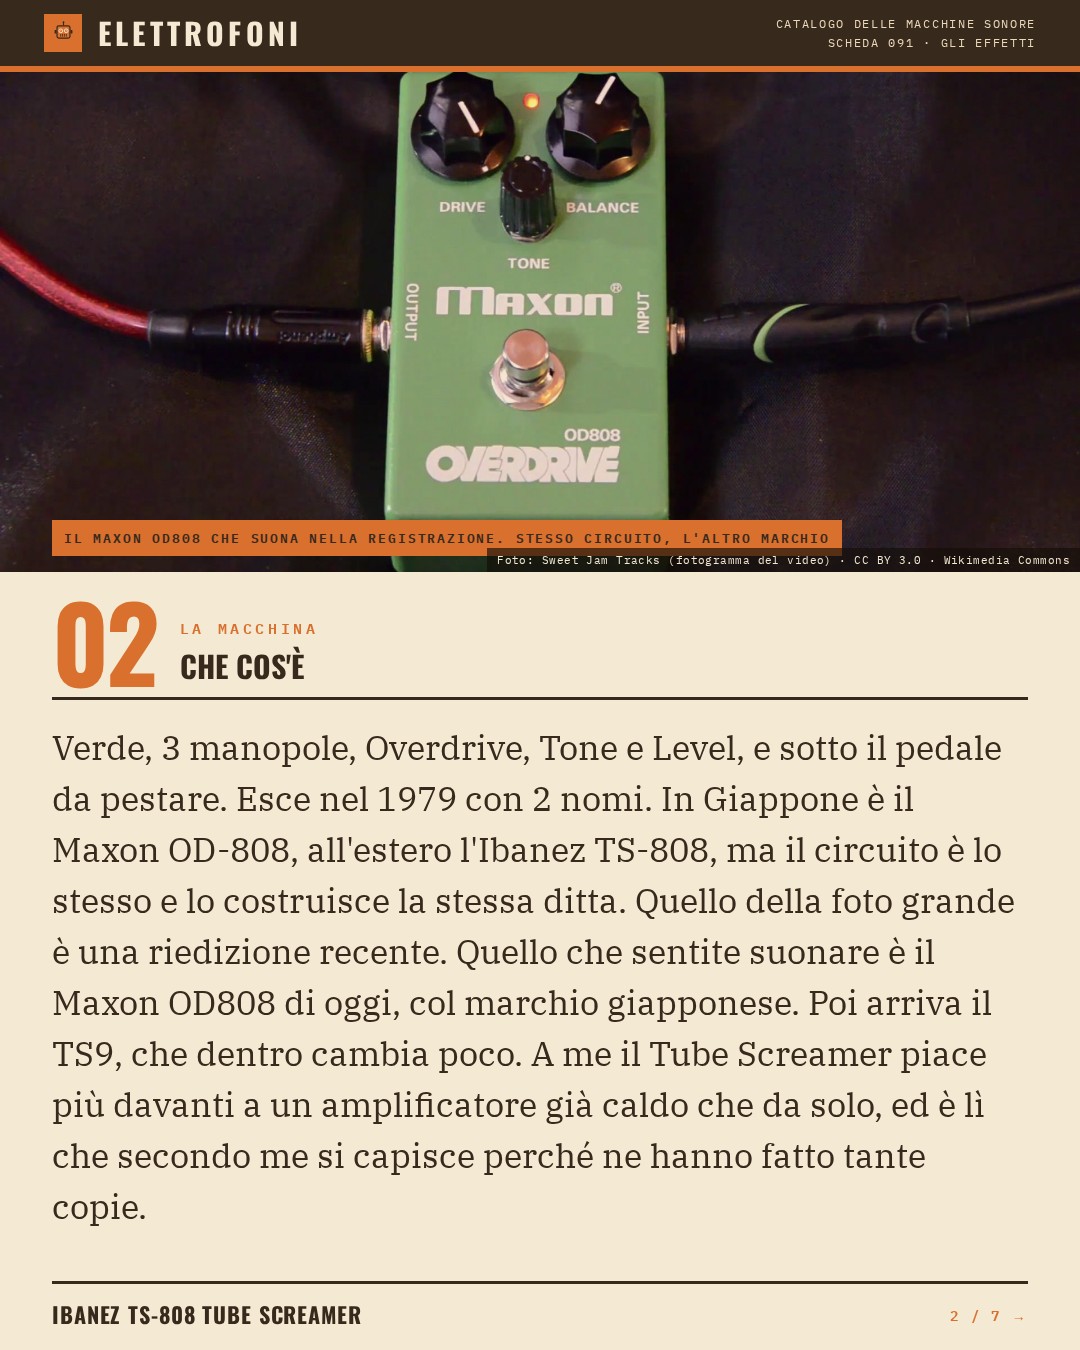 ELETTROFONI
CATALOGO DELLE MACCHINE SONORE
SCHEDA 091 · GLI EFFETTI
DRIVE
BALANCE
TONE
OUTPUT
INPUT
MAXON®
OD808
OVERDRIVE
IL MAXON OD808 CHE SUONA NELLA REGISTRAZIONE. STESSO CIRCUITO, L'ALTRO MARCHIO
Foto: Sweet Jam Tracks (fotogramma del video) · CC BY 3.0 · Wikimedia Commons
02
LA MACCHINA
CHE COS'È
Verde, 3 manopole, Overdrive, Tone e Level, e sotto il pedale
da pestare. Esce nel 1979 con 2 nomi. In Giappone è il
Maxon OD-808, all'estero l'Ibanez TS-808, ma il circuito è lo
stesso e lo costruisce la stessa ditta. Quello della foto grande
è una riedizione recente. Quello che sentite suonare è il
Maxon OD808 di oggi, col marchio giapponese. Poi arriva il
TS9, che dentro cambia poco. A me il Tube Screamer piace
più davanti a un amplificatore già caldo che da solo, ed è lì
che secondo me si capisce perché ne hanno fatto tante
copie.
IBANEZ TS-808 TUBE SCREAMER
2 / 7 →